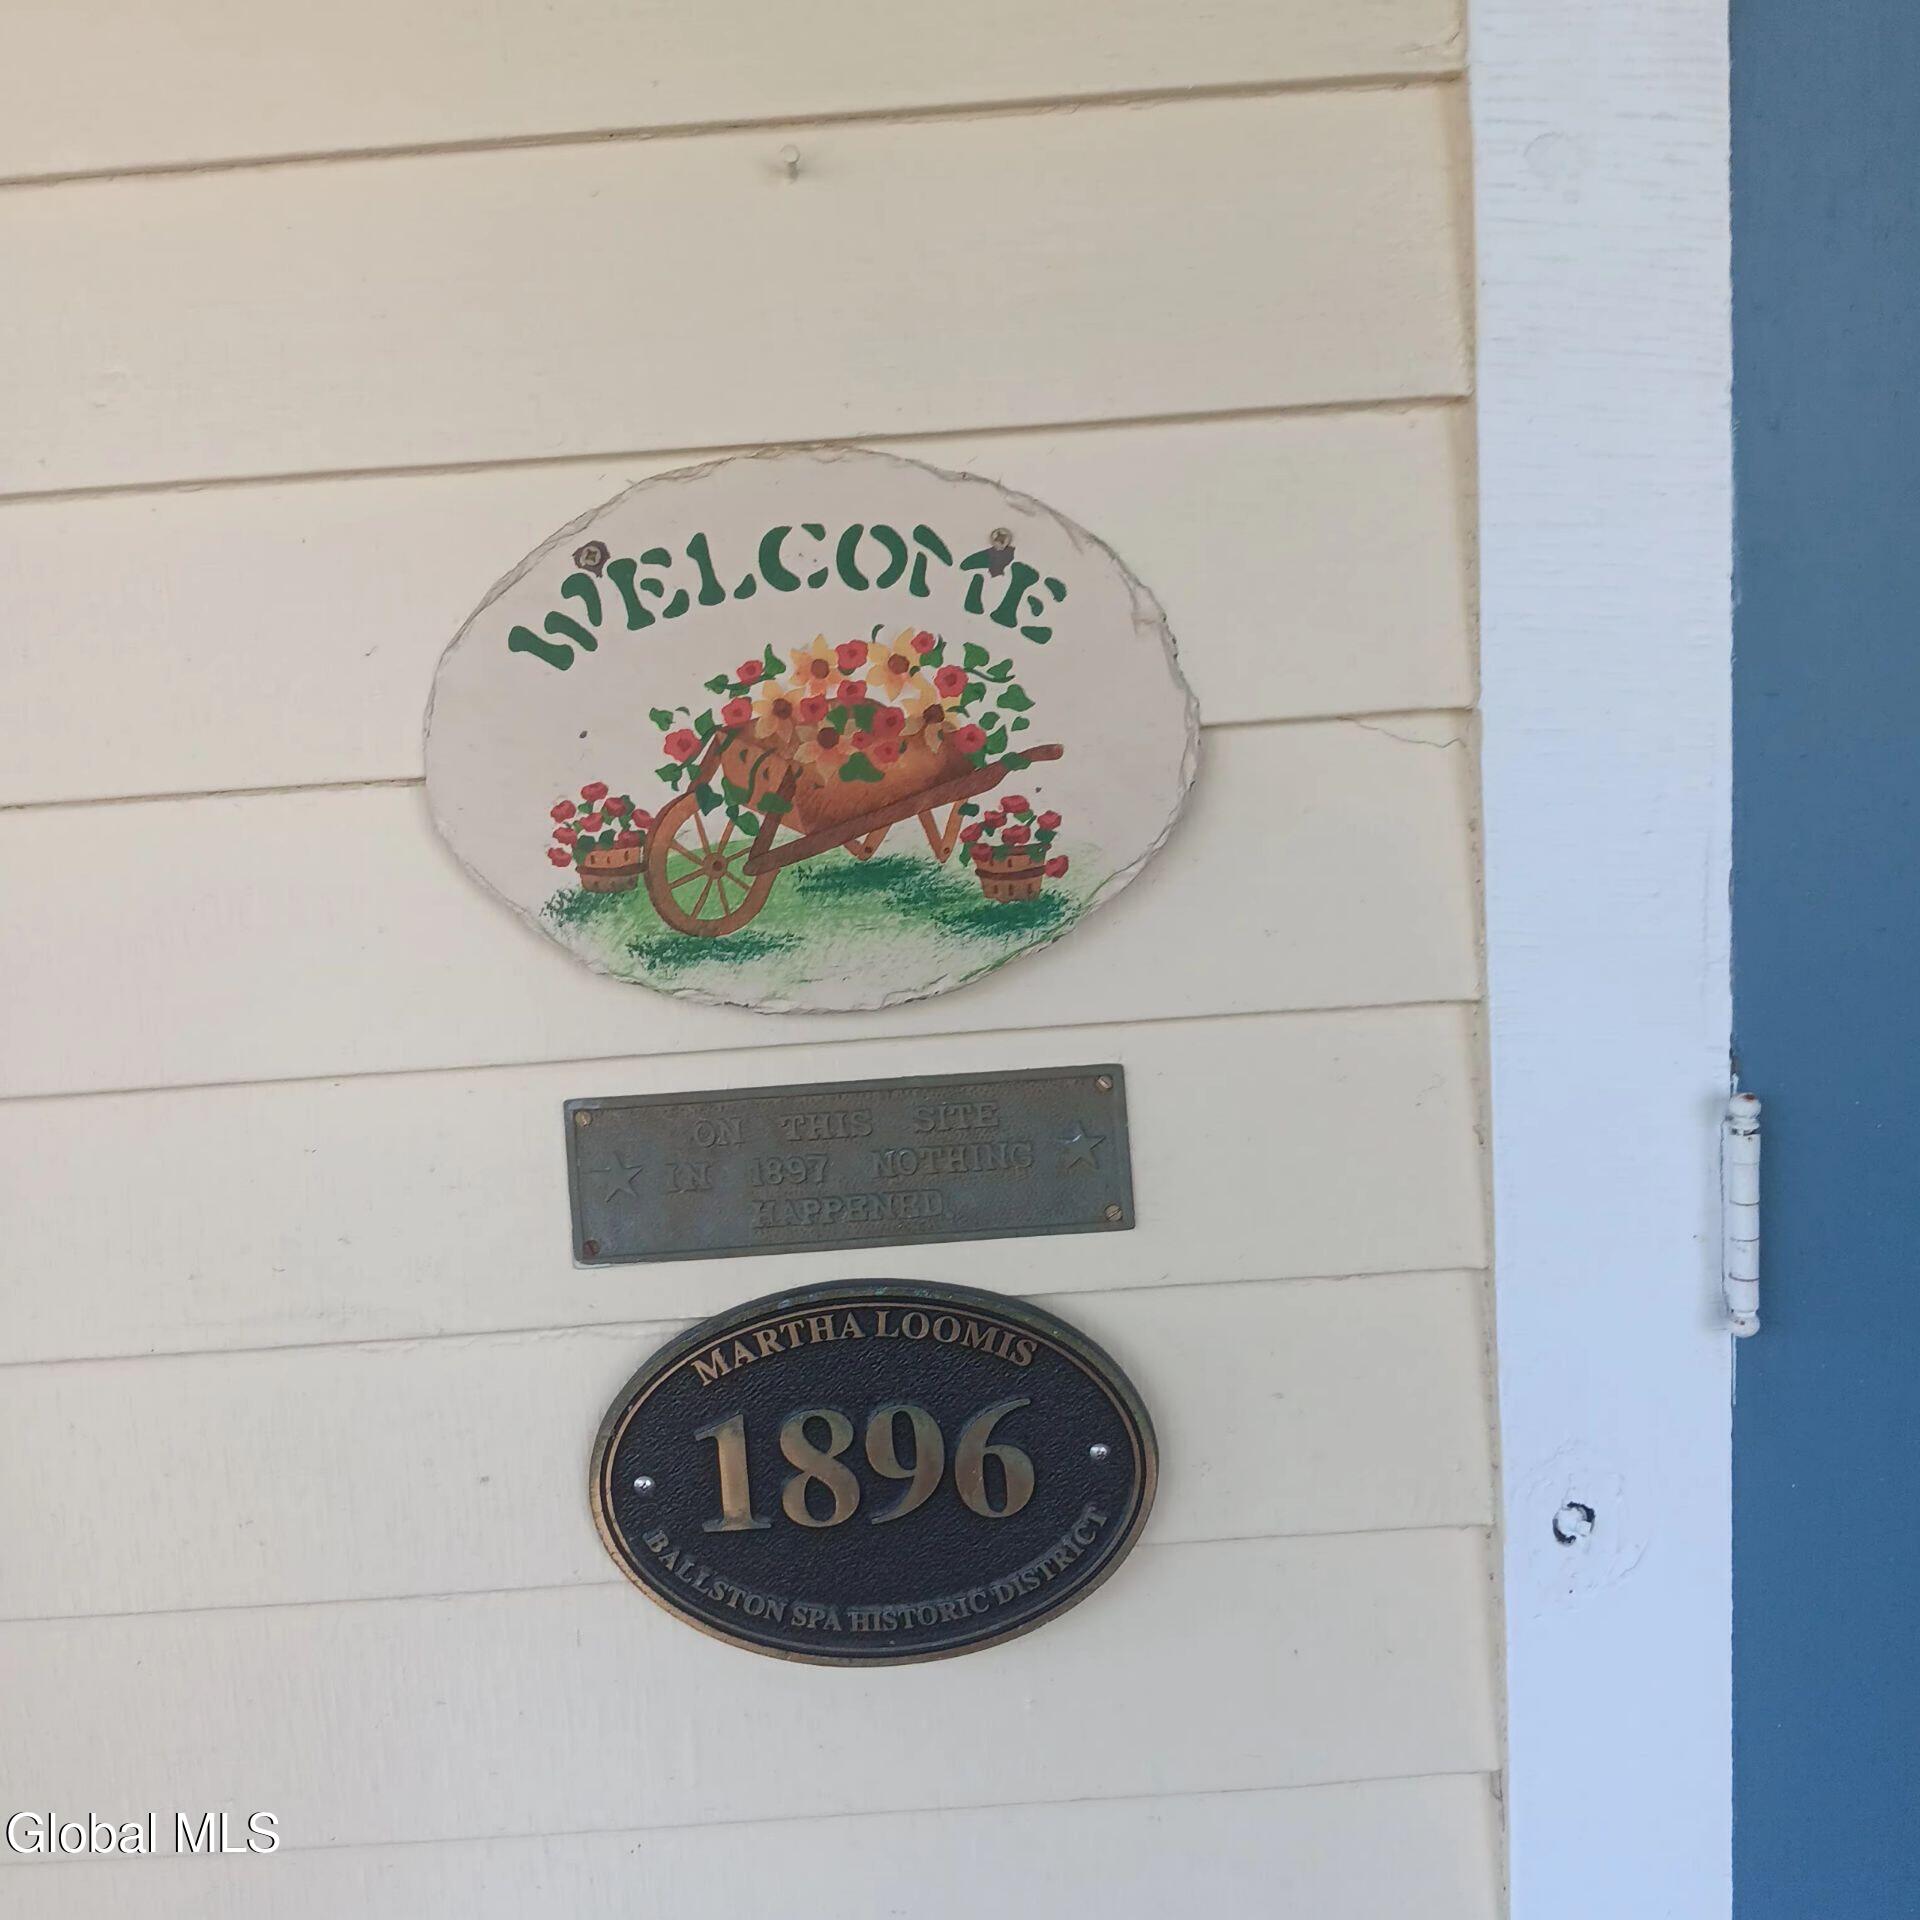 WELCOME
ON THIS SITE
IN 1897 NOTHING
HAPPENED.
MARTHA LOOMIS
1896
BALLSTON SPA HISTORIC DISTRICT
Global MLS